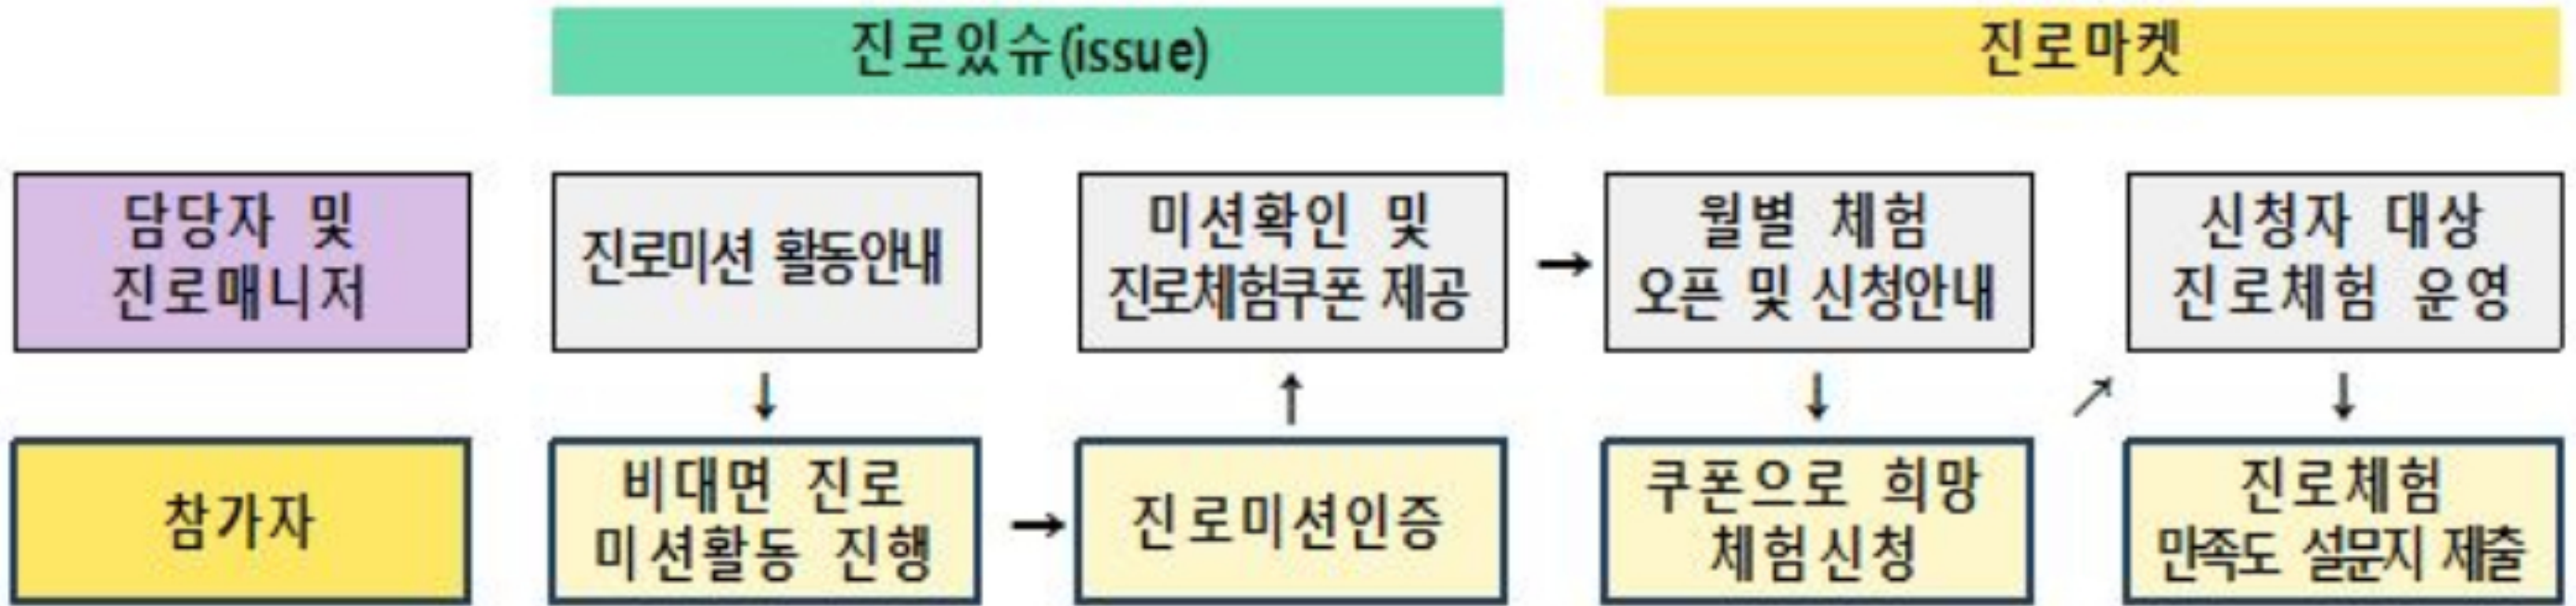 진로있슈(issue)
진로마켓
담당자 및
진로매니저
진로미션 활동안내
미션확인 및
진로체험쿠폰 제공
→
월별 체험
오픈 및 신청안내
신청자 대상
진로체험 운영
↓
↑
↓
↗
↓
참가자
비대면 진로
미션활동 진행
→
진로미션인증
쿠폰으로 희망
체험신청
진로체험
만족도 설문지 제출